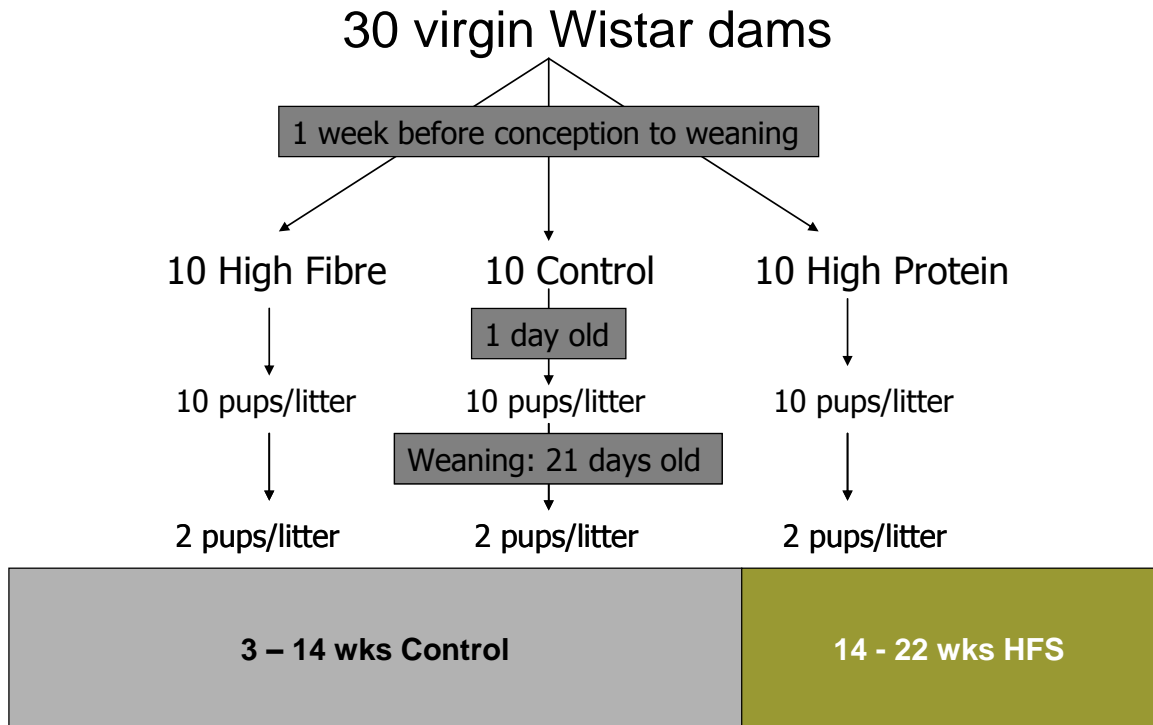 30 virgin Wistar dams
1 week before conception to weaning
10 High Fibre
10 Control
10 High Protein
1 day old
10 pups/litter
10 pups/litter
10 pups/litter
Weaning: 21 days old
2 pups/litter
2 pups/litter
2 pups/litter
3 – 14 wks Control
14 - 22 wks HFS